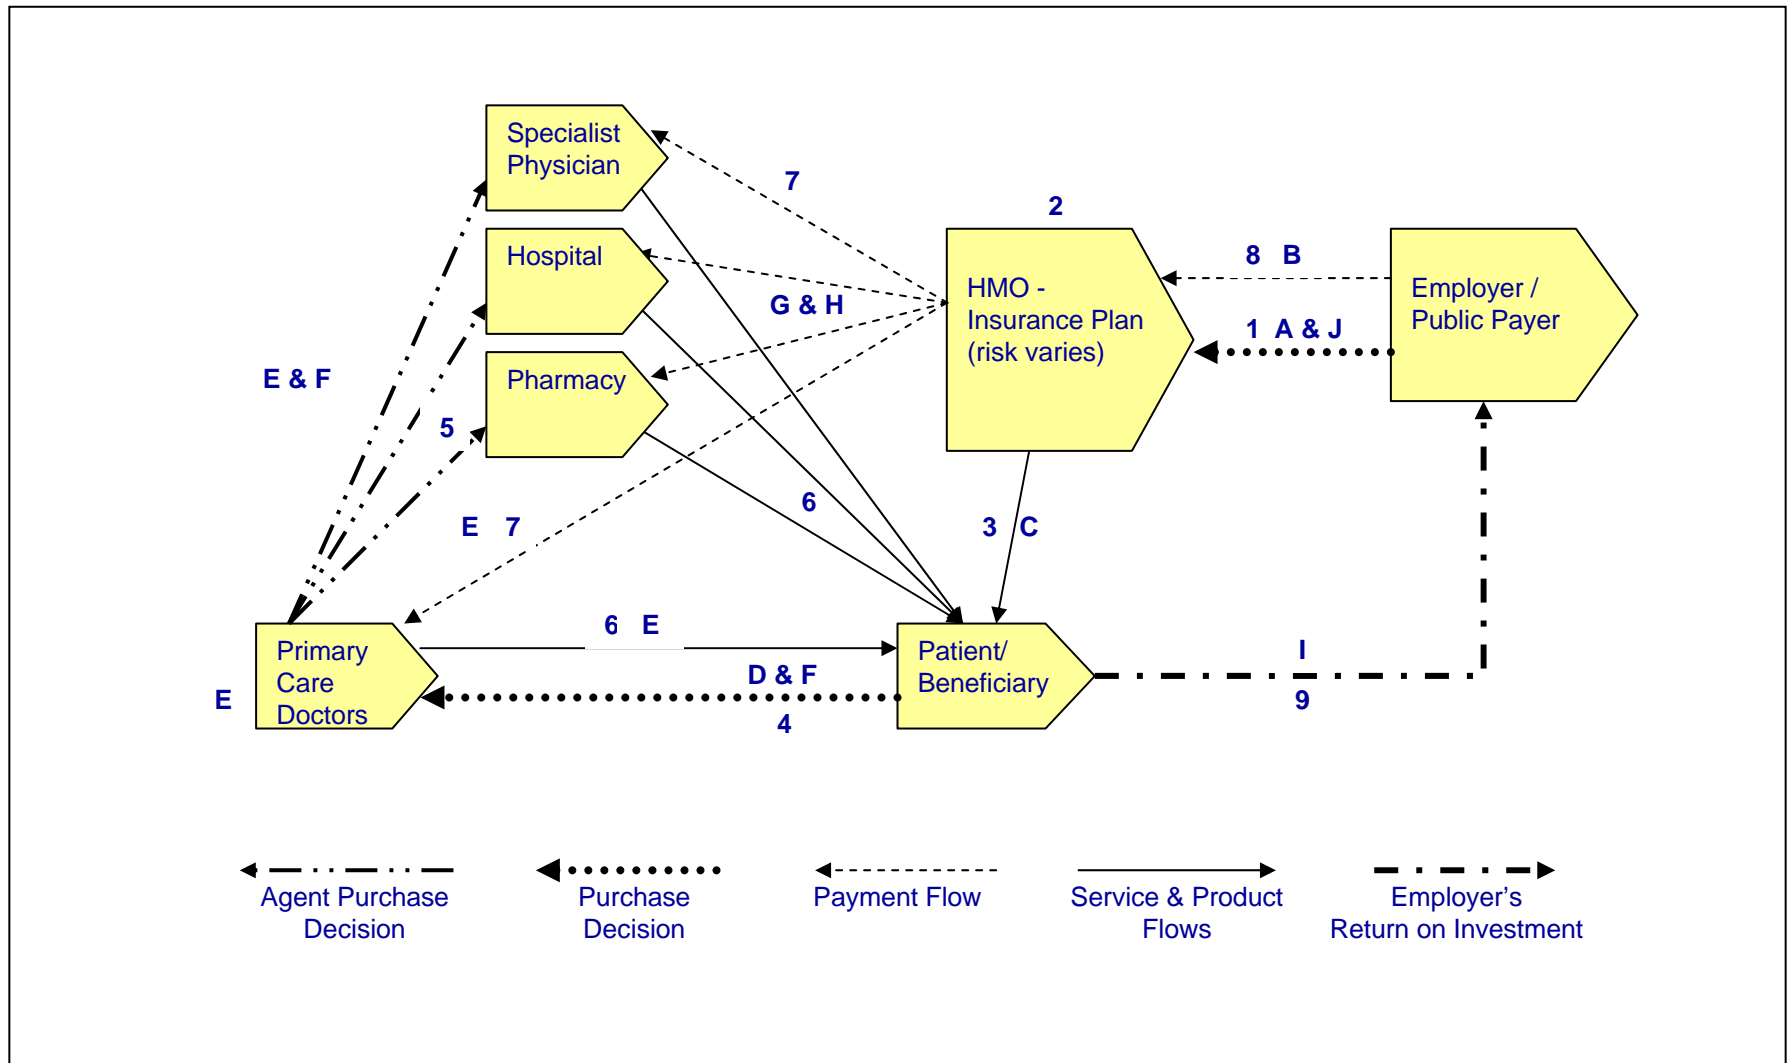 Specialist
Physician
7
2
Hospital
8 B
HMO -
Insurance Plan
(risk varies)
Employer /
Public Payer
G & H
1 A & J
E & F
Pharmacy
5
6
E 7
3 C
6 E
Primary
Care
Doctors
E
D & F
4
Patient/
Beneficiary
I
9
Agent Purchase
Decision
Purchase
Decision
Payment Flow
Service & Product
Flows
Employer’s
Return on Investment